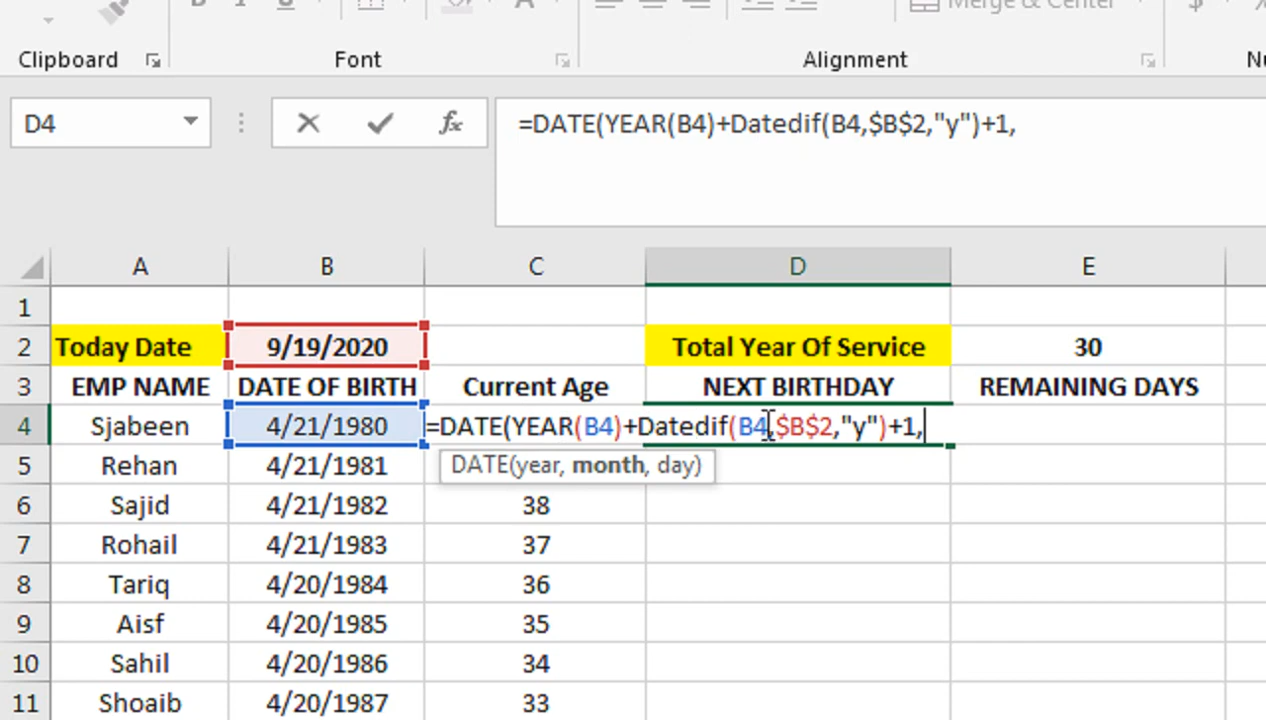 Merge & Center
$
Clipboard
Font
Alignment
D4
fx
=DATE(YEAR(B4)+Datedif(B4,$B$2,"y")+1,
A B C D E
1
2 Today Date 9/19/2020 Total Year Of Service 30
3 EMP NAME DATE OF BIRTH Current Age NEXT BIRTHDAY REMAINING DAYS
4 Sjabeen 4/21/1980 =DATE(YEAR(B4)+Datedif(B4,$B$2,"y")+1,
DATE(year, month, day)
5 Rehan 4/21/1981
6 Sajid 4/21/1982 38
7 Rohail 4/21/1983 37
8 Tariq 4/20/1984 36
9 Aisf 4/20/1985 35
10 Sahil 4/20/1986 34
11 Shoaib 4/20/1987 33